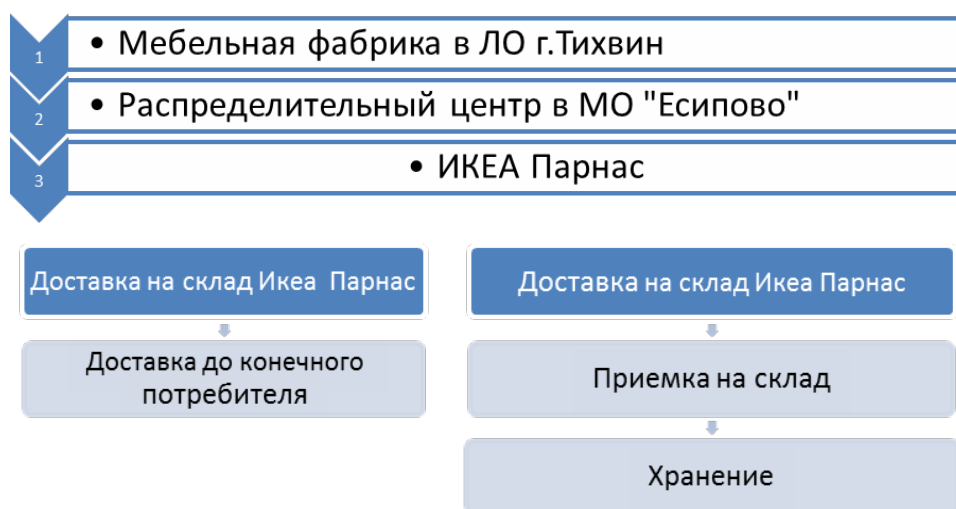 1
• Мебельная фабрика в ЛО г.Тихвин
2
• Распределительный центр в МО "Есипово"
3
• ИКЕА Парнас
Доставка на склад Икеа Парнас
Доставка до конечного
потребителя
Доставка на склад Икеа Парнас
Приемка на склад
Хранение